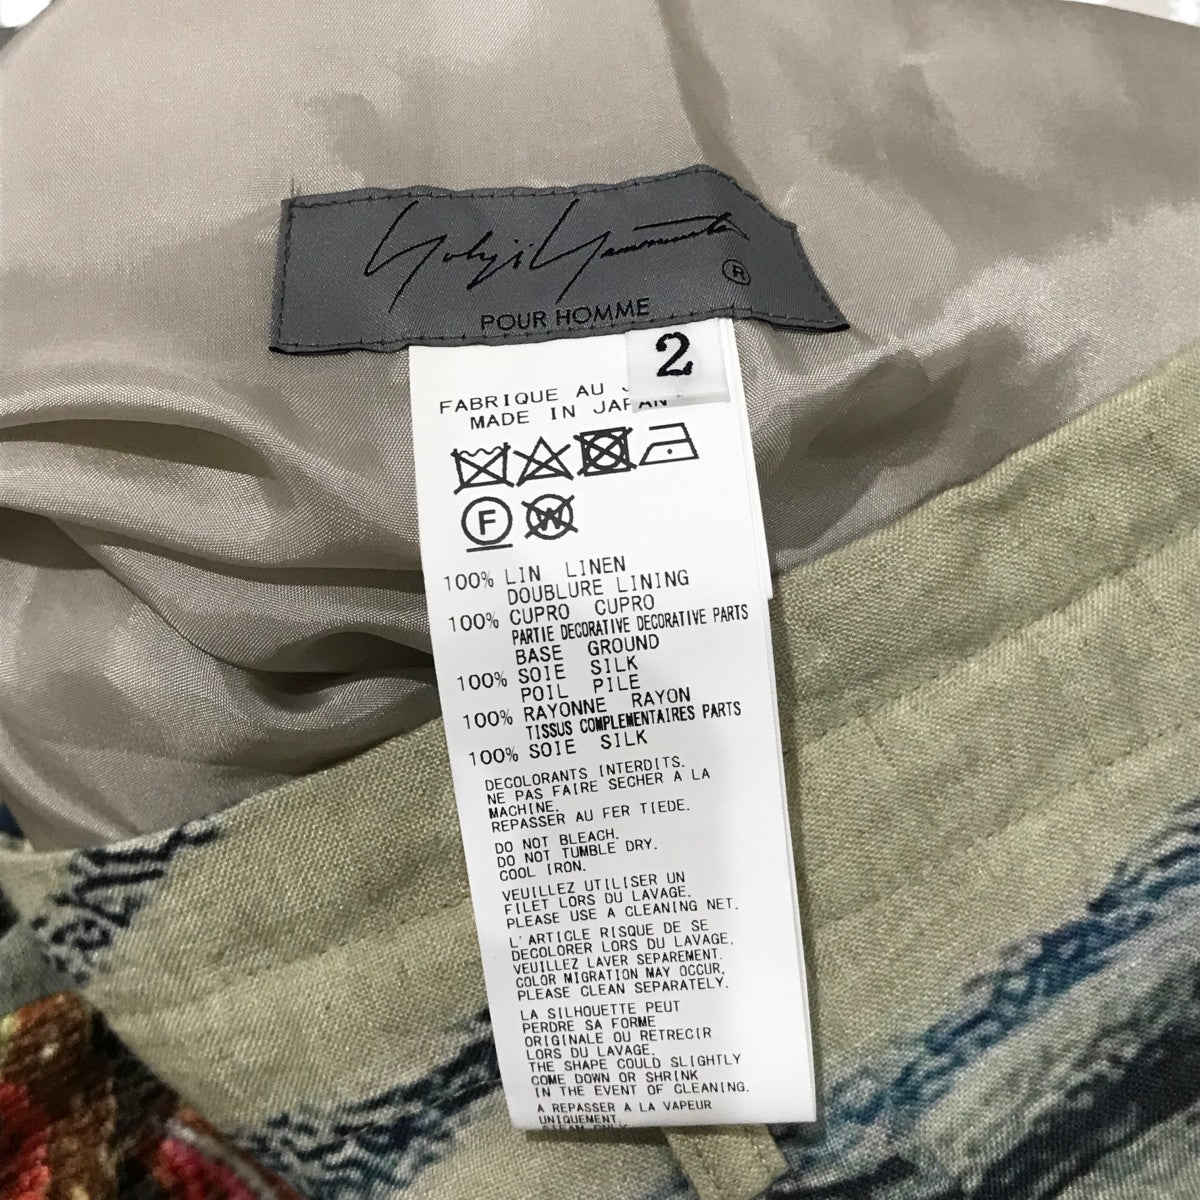 Yohji Yamamoto ®
POUR HOMME
2
FABRIQUE AU
MADE IN JAPAN
F W
100% LIN LINEN
DOUBLURE LINING
100% CUPRO CUPRO
PARTIE DECORATIVE DECORATIVE PARTS
BASE GROUND
100% SOIE SILK
POIL PILE
100% RAYONNE RAYON
TISSUS COMPLEMENTAIRES PARTS
100% SOIE SILK
DECOLORANTS INTERDITS.
NE PAS FAIRE SECHER A LA
MACHINE.
REPASSER AU FER TIEDE.
DO NOT BLEACH.
DO NOT TUMBLE DRY.
COOL IRON.
VEUILLEZ UTILISER UN
FILET LORS DU LAVAGE.
PLEASE USE A CLEANING NET.
L'ARTICLE RISQUE DE SE
DECOLORER LORS DU LAVAGE.
VEUILLEZ LAVER SEPAREMENT.
COLOR MIGRATION MAY OCCUR,
PLEASE CLEAN SEPARATELY.
LA SILHOUETTE PEUT
PERDRE SA FORME
ORIGINALE OU RETRECIR
LORS DU LAVAGE.
THE SHAPE COULD SLIGHTLY
COME DOWN OR SHRINK
IN THE EVENT OF CLEANING.
A REPASSER A LA VAPEUR
UNIQUEMENT
STEAM ONLY